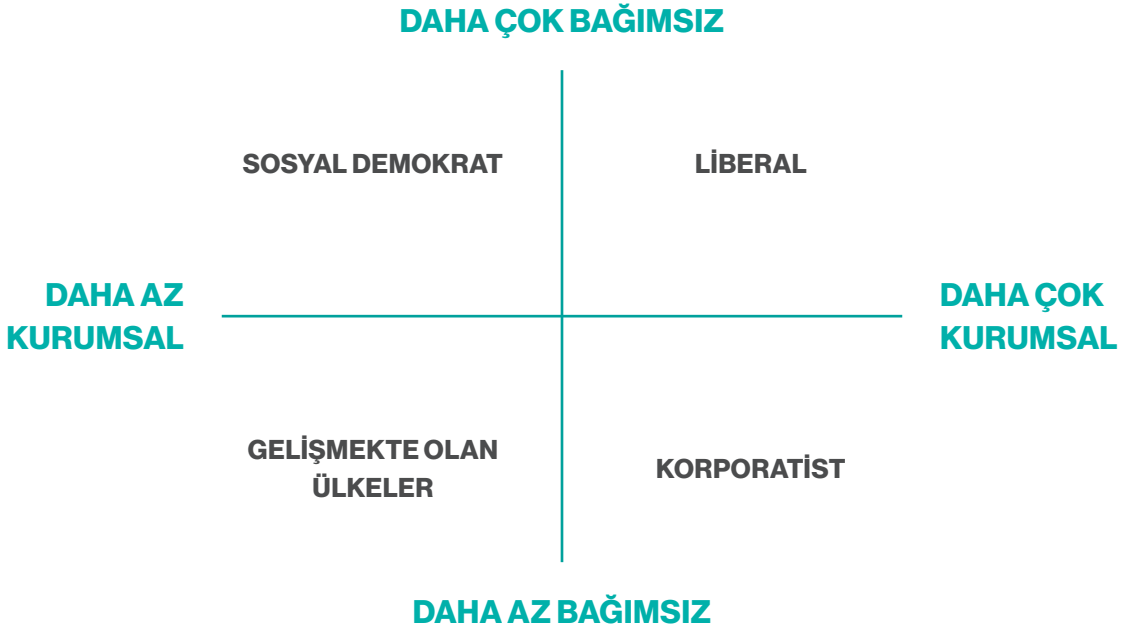 DAHA ÇOK BAĞIMSIZ
SOSYAL DEMOKRAT
LİBERAL
DAHA AZ
KURUMSAL
DAHA ÇOK
KURUMSAL
GELİŞMEKTE OLAN
ÜLKELER
KORPORATİST
DAHA AZ BAĞIMSIZ